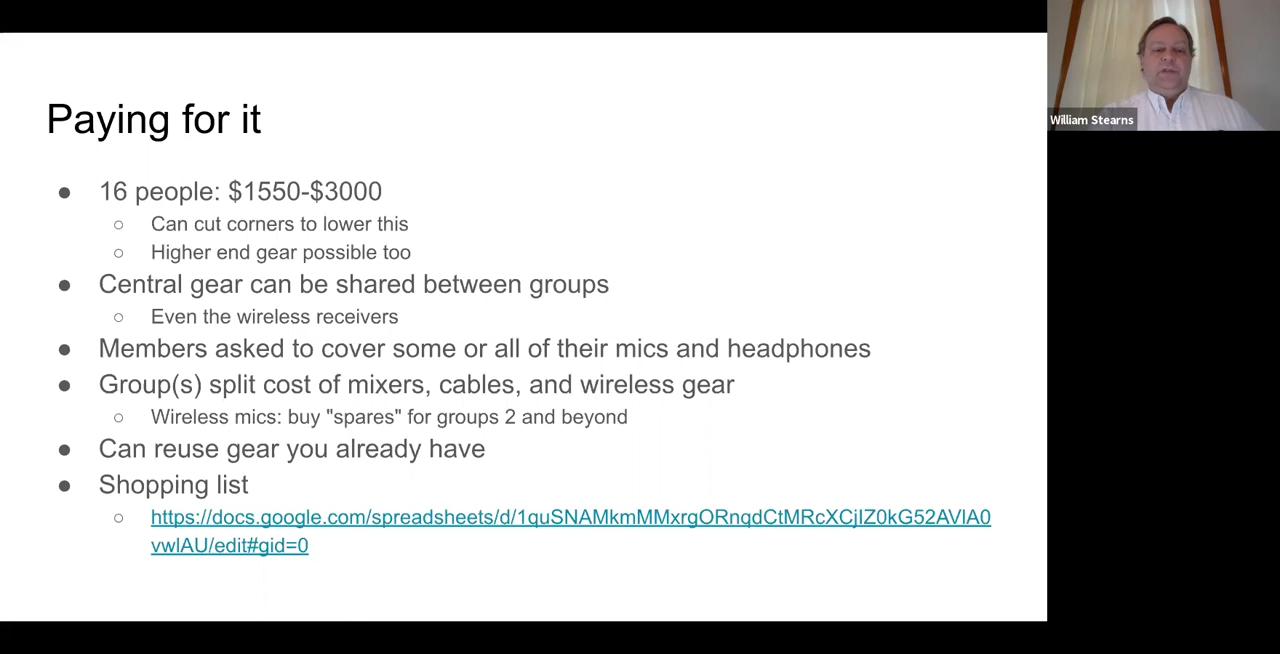 Paying for it
● 16 people: $1550-$3000
○ Can cut corners to lower this
○ Higher end gear possible too
● Central gear can be shared between groups
○ Even the wireless receivers
● Members asked to cover some or all of their mics and headphones
● Group(s) split cost of mixers, cables, and wireless gear
○ Wireless mics: buy "spares" for groups 2 and beyond
● Can reuse gear you already have
● Shopping list
○ https://docs.google.com/spreadsheets/d/1quSNAMkmMMxrgORnqdCtMRcXCjIZ0kG52AVlA0
vwlAU/edit#gid=0
William Stearns